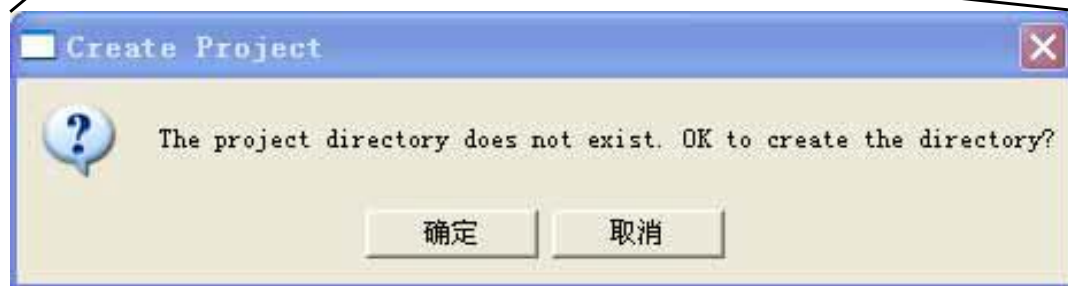 Create Project
The project directory does not exist. OK to create the directory?
确定 取消